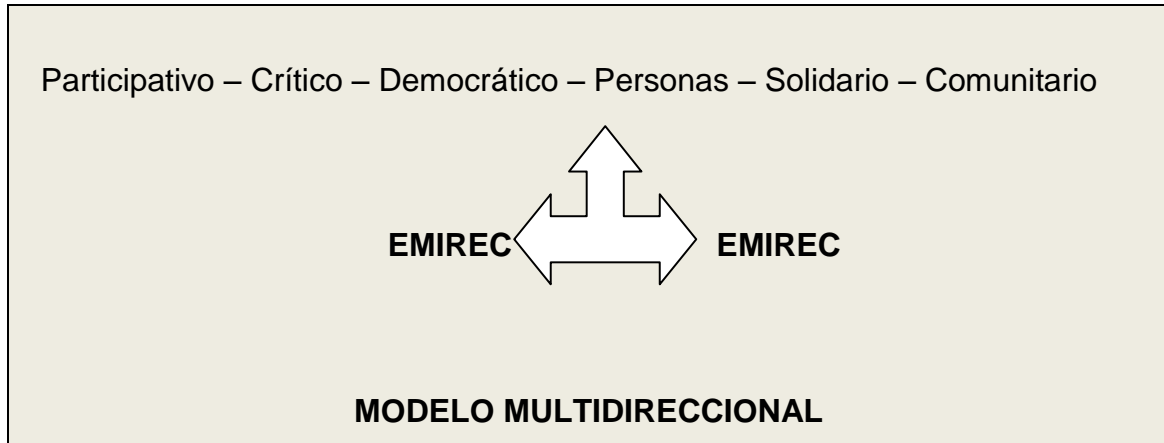 Participativo – Crítico – Democrático – Personas – Solidario – Comunitario
EMIREC EMIREC
MODELO MULTIDIRECCIONAL